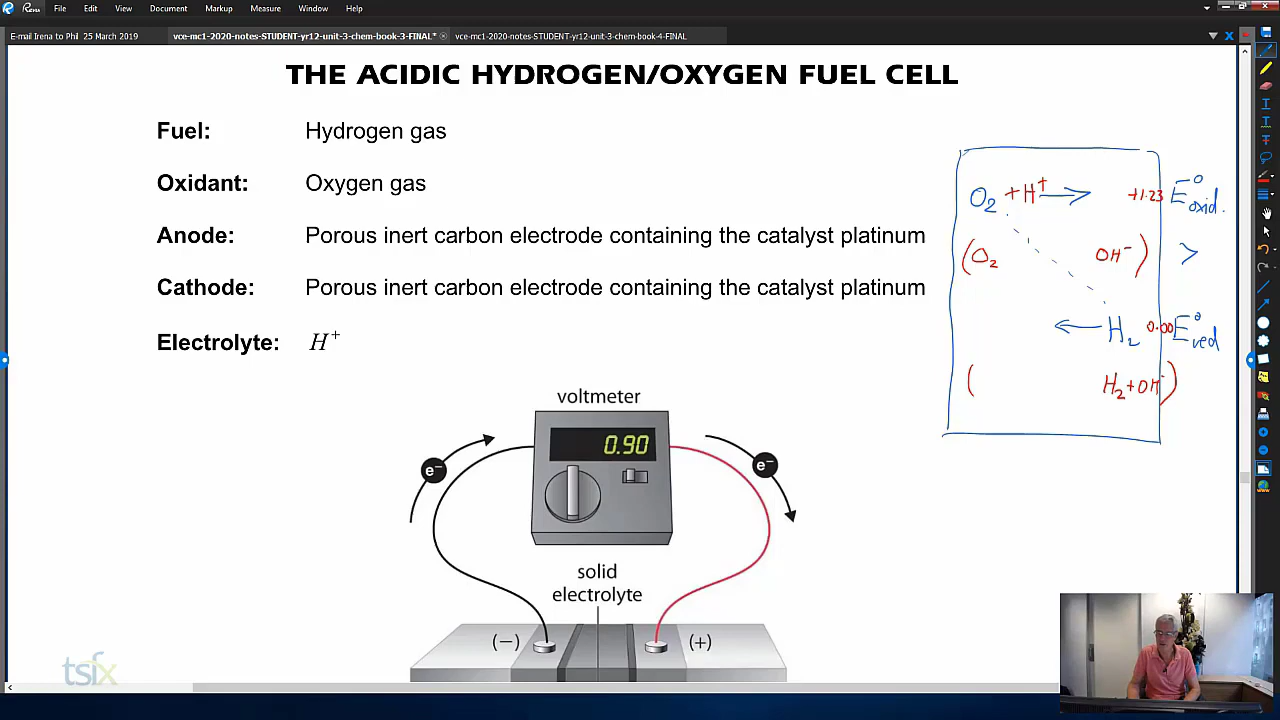 File Edit View Document Markup Measure Window Help
E-mail Irena to Phil 25 March 2019
vce-mc1-2020-notes-STUDENT-yr12-unit-3-chem-book-3-FINAL*
vce-mc1-2020-notes-STUDENT-yr12-unit-3-chem-book-4-FINAL
THE ACIDIC HYDROGEN/OXYGEN FUEL CELL
Fuel: Hydrogen gas
Oxidant: Oxygen gas
Anode: Porous inert carbon electrode containing the catalyst platinum
Cathode: Porous inert carbon electrode containing the catalyst platinum
Electrolyte: H⁺
O₂ + H⁺ → +1.23 E⁰oxid.
(O₂ OH⁻) >
← H₂ 0.00 E⁰red
( H₂+OH⁻)
voltmeter
0.90
e⁻ e⁻
solid
electrolyte
(−) (+)
tsfx